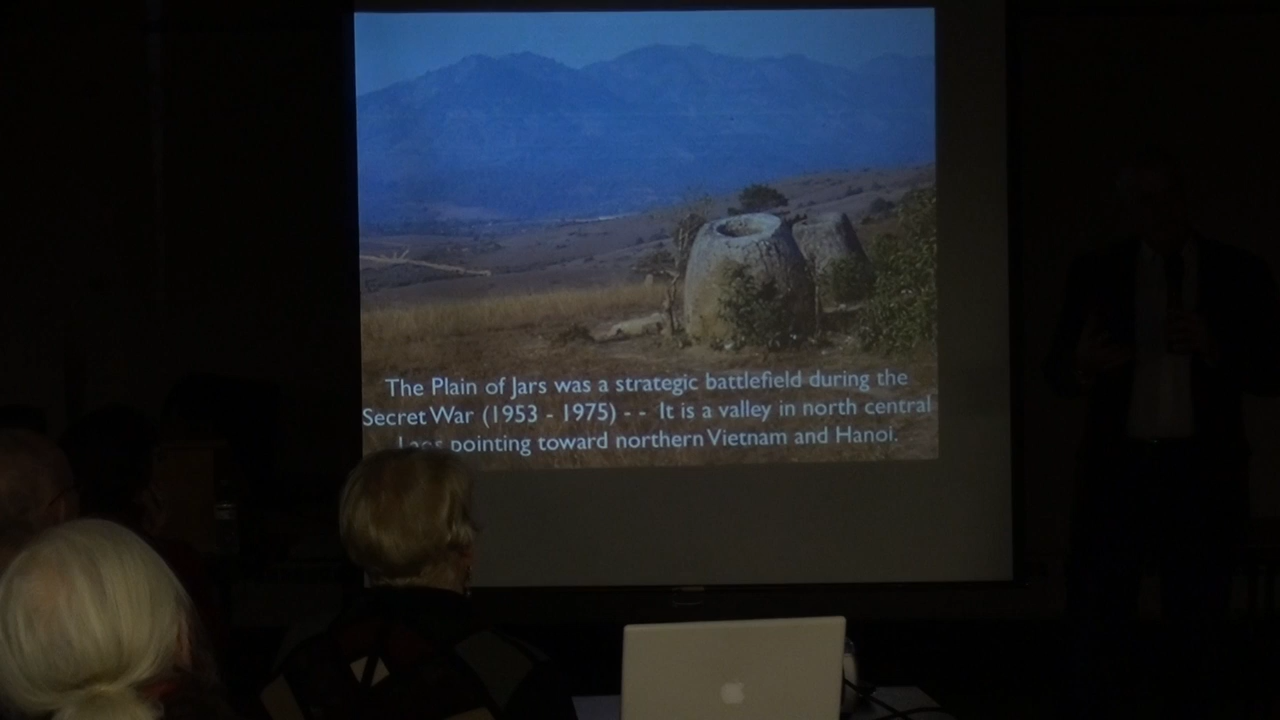 The Plain of Jars was a strategic battlefield during the
Secret War (1953 - 1975) - - It is a valley in north central
Laos pointing toward northern Vietnam and Hanoi.